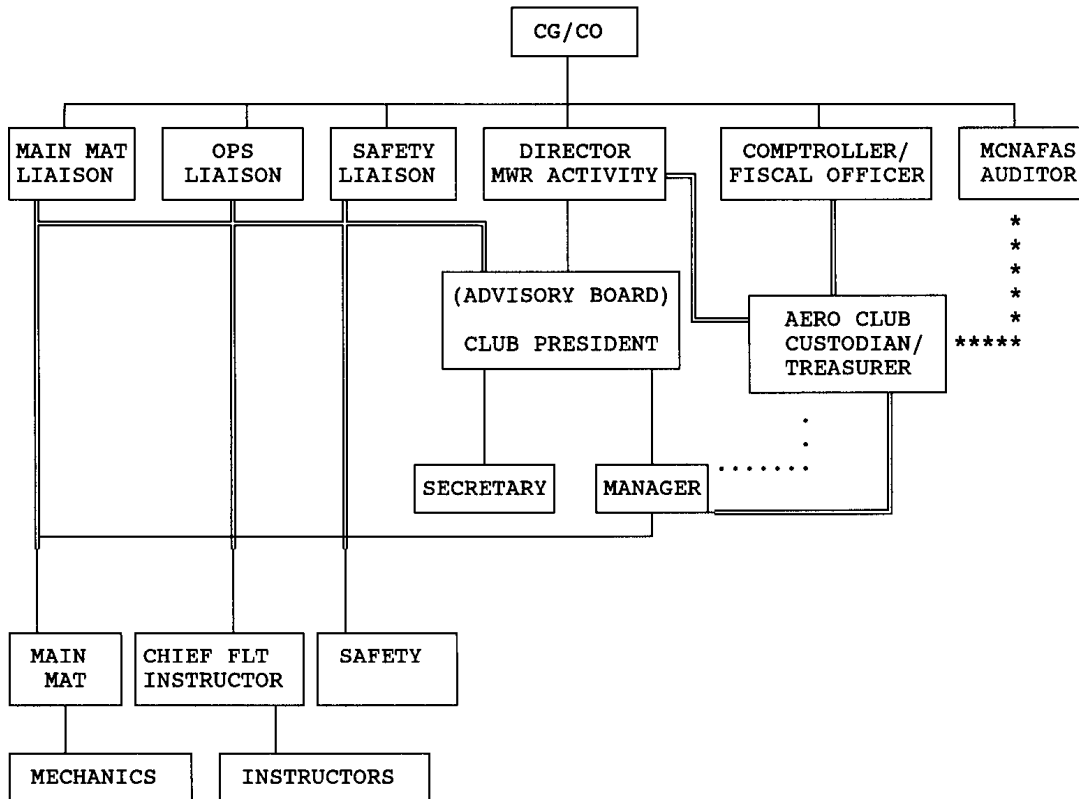 CG/CO
MAIN MAT
LIAISON
OPS
LIAISON
SAFETY
LIAISON
DIRECTOR
MWR ACTIVITY
COMPTROLLER/
FISCAL OFFICER
MCNAFAS
AUDITOR
(ADVISORY BOARD)
CLUB PRESIDENT
AERO CLUB
CUSTODIAN/
TREASURER
SECRETARY
MANAGER
MAIN
MAT
CHIEF FLT
INSTRUCTOR
SAFETY
MECHANICS
INSTRUCTORS